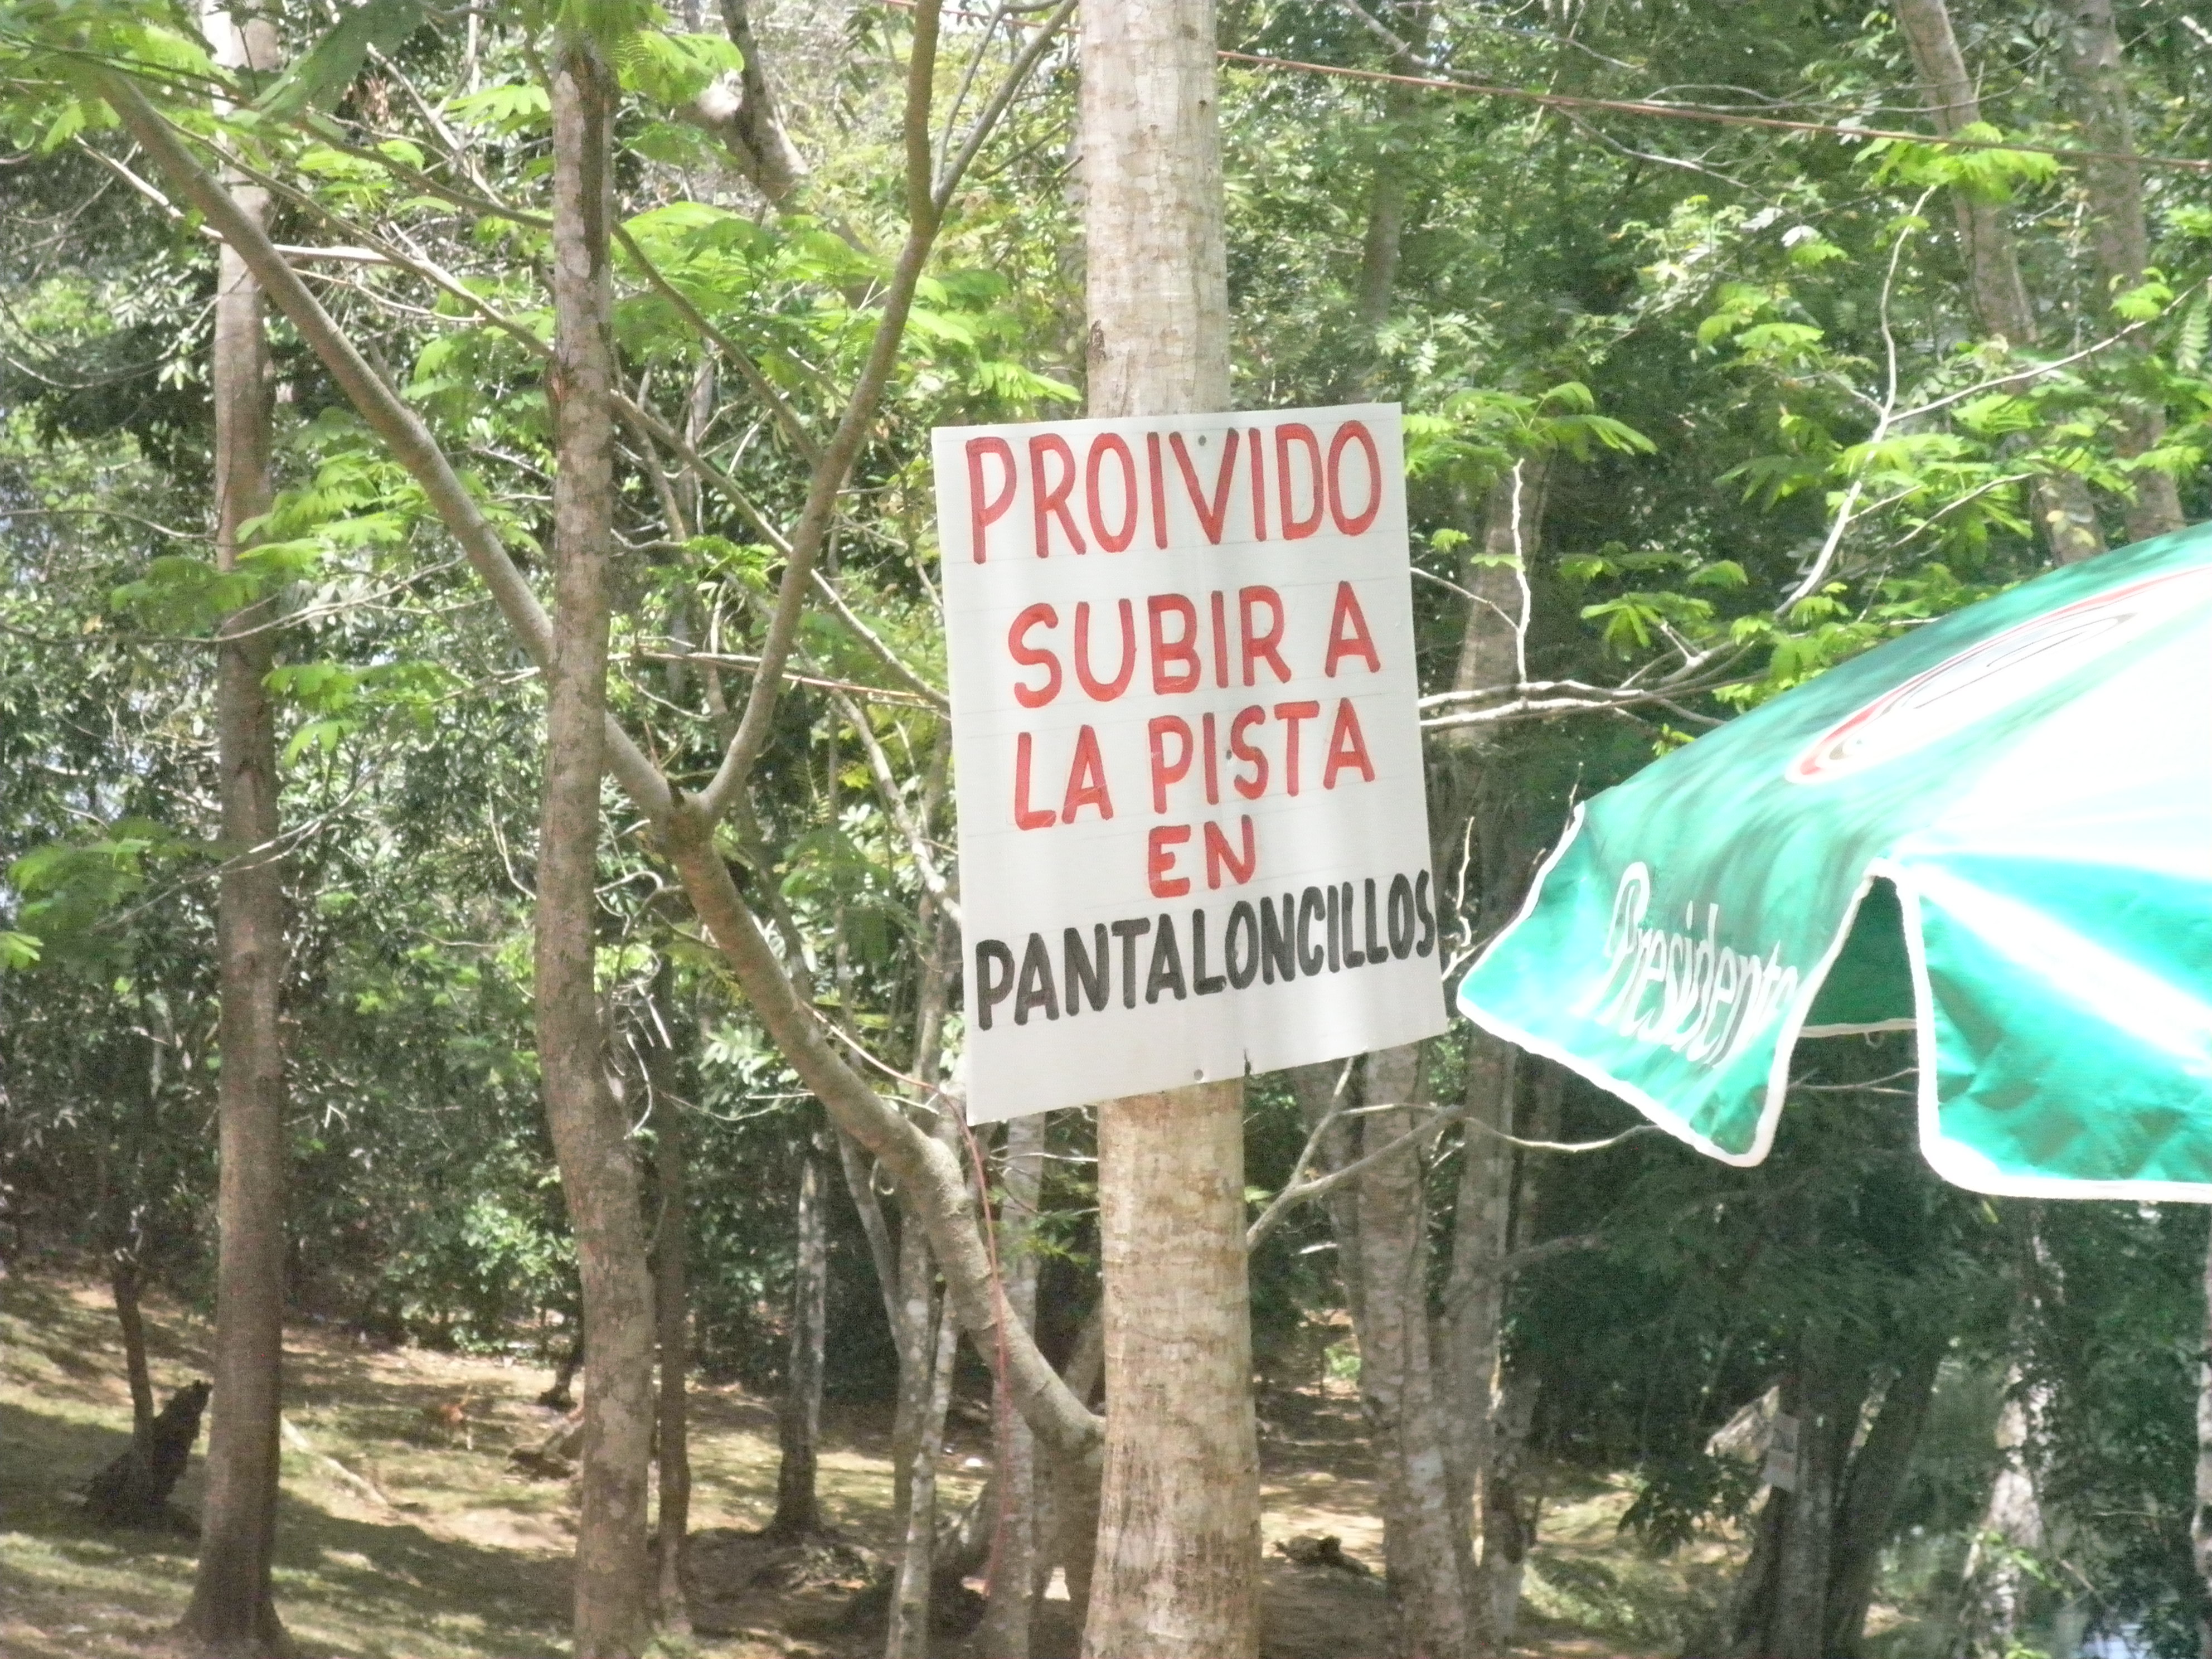 PROIVIDO
SUBIR A
LA PISTA
EN
PANTALONCILLOS
Presidente